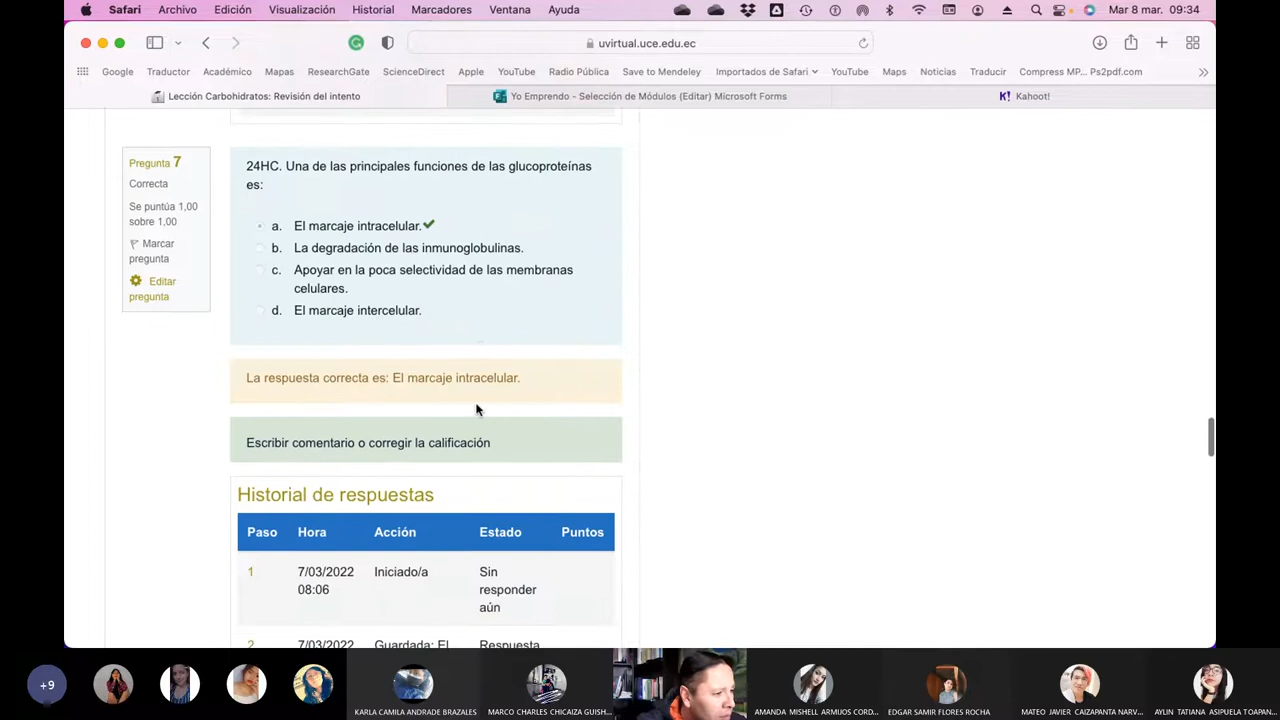 Safari Archivo Edición Visualización Historial Marcadores Ventana Ayuda Mar 8 mar. 09:34
uvirtual.uce.edu.ec
Google Traductor Académico Mapas ResearchGate ScienceDirect Apple YouTube Radio Pública Save to Mendeley Importados de Safari YouTube Maps Noticias Traducir Compress MP... Ps2pdf.com
Lección Carbohidratos: Revisión del intento Yo Emprendo - Selección de Módulos (Editar) Microsoft Forms K! Kahoot!
Pregunta 7
Correcta
Se puntúa 1,00
sobre 1,00
Marcar
pregunta
Editar
pregunta
24HC. Una de las principales funciones de las glucoproteínas
es:
a. El marcaje intracelular.
b. La degradación de las inmunoglobulinas.
c. Apoyar en la poca selectividad de las membranas
celulares.
d. El marcaje intercelular.
La respuesta correcta es: El marcaje intracelular.
Escribir comentario o corregir la calificación
Historial de respuestas
Paso Hora Acción Estado Puntos
1 7/03/2022 Iniciado/a Sin
08:06 responder
aún
2 7/03/2022 Guardada: El Respuesta
+9 KARLA CAMILA ANDRADE BRAZALES MARCO CHARLES CHICAIZA GUISH... AMANDA MISHELL ARMIJOS CORD... EDGAR SAMIR FLORES ROCHA MATEO JAVIER CAIZAPANTA NARV... AYLIN TATIANA ASIPUELA TOAPAN...